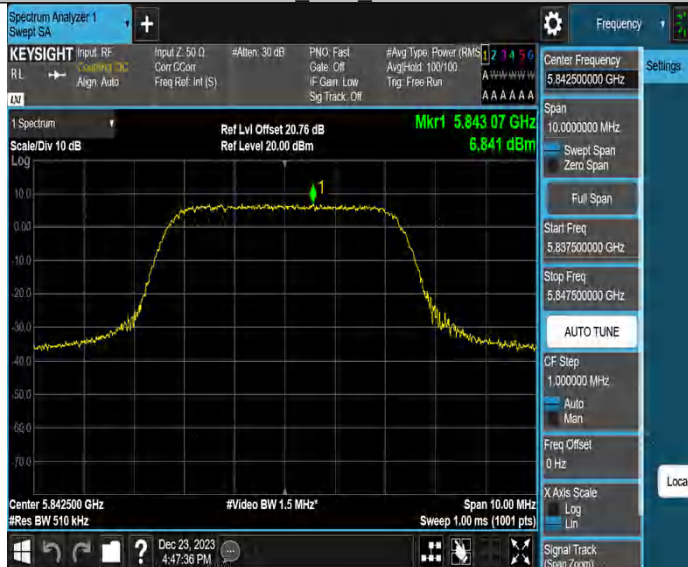 Spectrum Analyzer 1
Swept SA
Frequency
KEYSIGHT
RL
Input: RF
Coupling: DC
Align: Auto
Input Z: 50 Ω
Corr CCorr
Freq Ref: Int (S)
#Atten: 30 dB
PNO: Fast
Gate: Off
IF Gain: Low
Sig Track: Off
#Avg Type: Power (RMS
Avg|Hold: 100/100
Trig: Free Run
1 2 3 4 5 6
A W W W W W
A A A A A A
LXI
1 Spectrum
Scale/Div 10 dB
Log
Ref Lvl Offset 20.76 dB
Ref Level 20.00 dBm
Mkr1 5.843 07 GHz
6.841 dBm
1
10.0
0.00
-10.0
-20.0
-30.0
-40.0
-50.0
-60.0
-70.0
Center 5.842500 GHz
#Res BW 510 kHz
#Video BW 1.5 MHz*
Span 10.00 MHz
Sweep 1.00 ms (1001 pts)
Dec 23, 2023
4:47:36 PM
?
Center Frequency
5.842500000 GHz
Settings
Span
10.0000000 MHz
Swept Span
Zero Span
Full Span
Start Freq
5.837500000 GHz
Stop Freq
5.847500000 GHz
AUTO TUNE
CF Step
1.000000 MHz
Auto
Man
Freq Offset
0 Hz
X Axis Scale
Log
Lin
Loca
Signal Track
(Span Zoom)